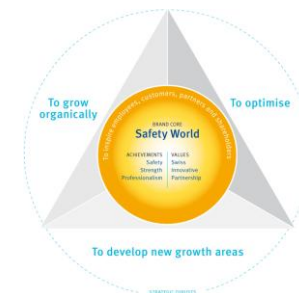 To grow
organically
To optimise
To inspire employees, customers, partners and shareholders
BRAND CORE
Safety World
ACHIEVEMENTS
Safety
Strength
Professionalism
VALUES
Swiss
Innovative
Partnership
To develop new growth areas